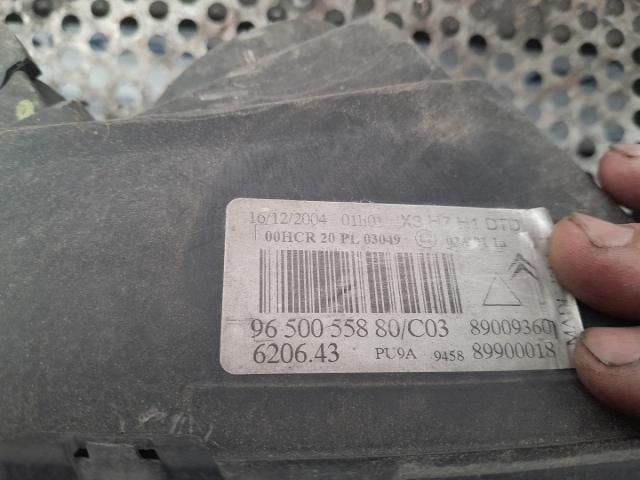 16/12/2004 01h01 X3 H7 H1 DTD
00HCR 20 PL 03049
96 500 558 80/C03 89009360
6206.43 PU9A 9458 89900018
MAN